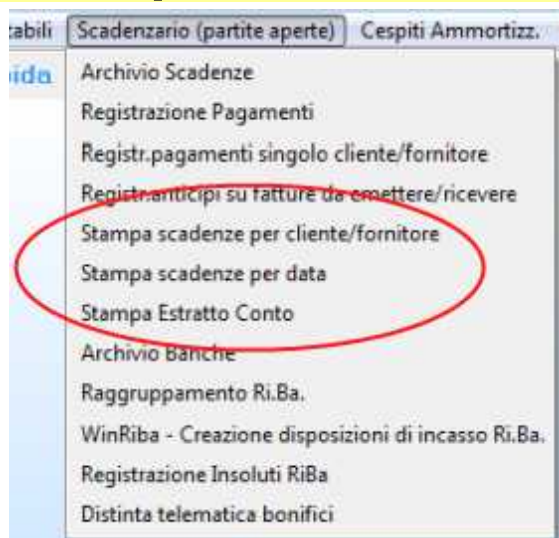 tabili Scadenzario (partite aperte) Cespiti Ammortizz.
ida
Archivio Scadenze
Registrazione Pagamenti
Registr.pagamenti singolo cliente/fornitore
Registr.anticipi su fatture da emettere/ricevere
Stampa scadenze per cliente/fornitore
Stampa scadenze per data
Stampa Estratto Conto
Archivio Banche
Raggruppamento Ri.Ba.
WinRiba - Creazione disposizioni di incasso Ri.Ba.
Registrazione Insoluti RiBa
Distinta telematica bonifici